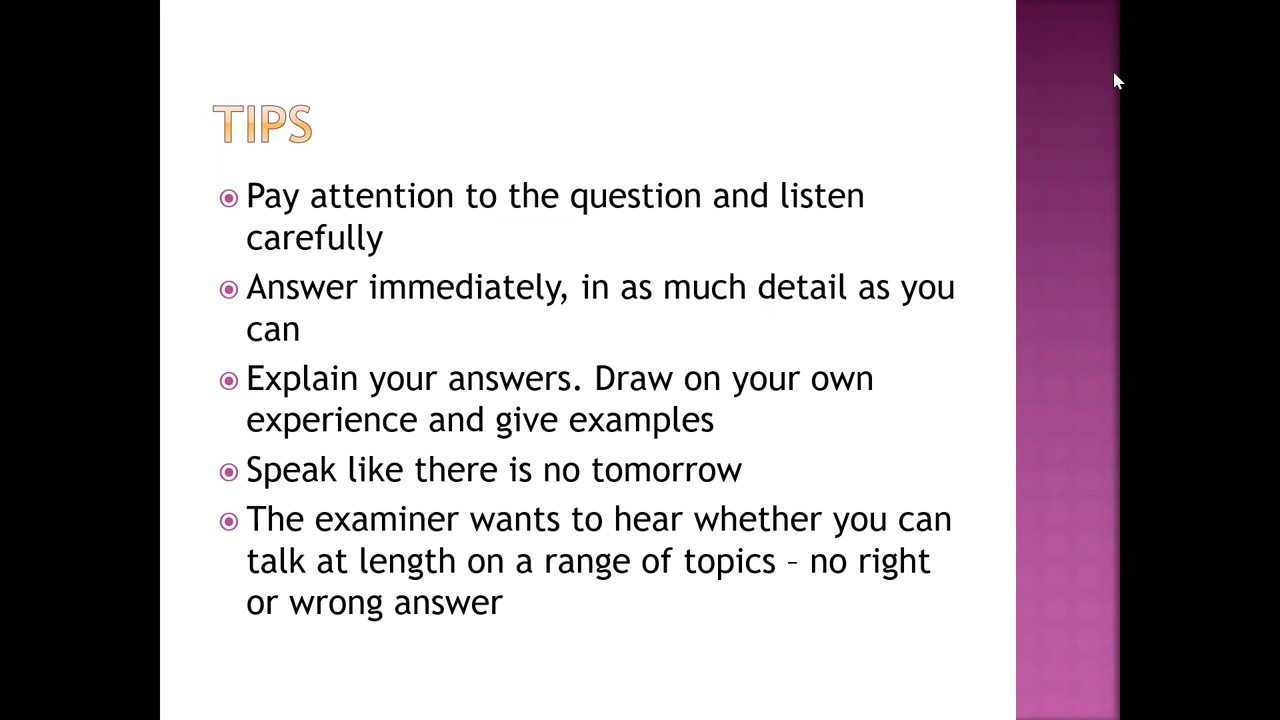 TIPS
Pay attention to the question and listen
carefully
Answer immediately, in as much detail as you
can
Explain your answers. Draw on your own
experience and give examples
Speak like there is no tomorrow
The examiner wants to hear whether you can
talk at length on a range of topics – no right
or wrong answer